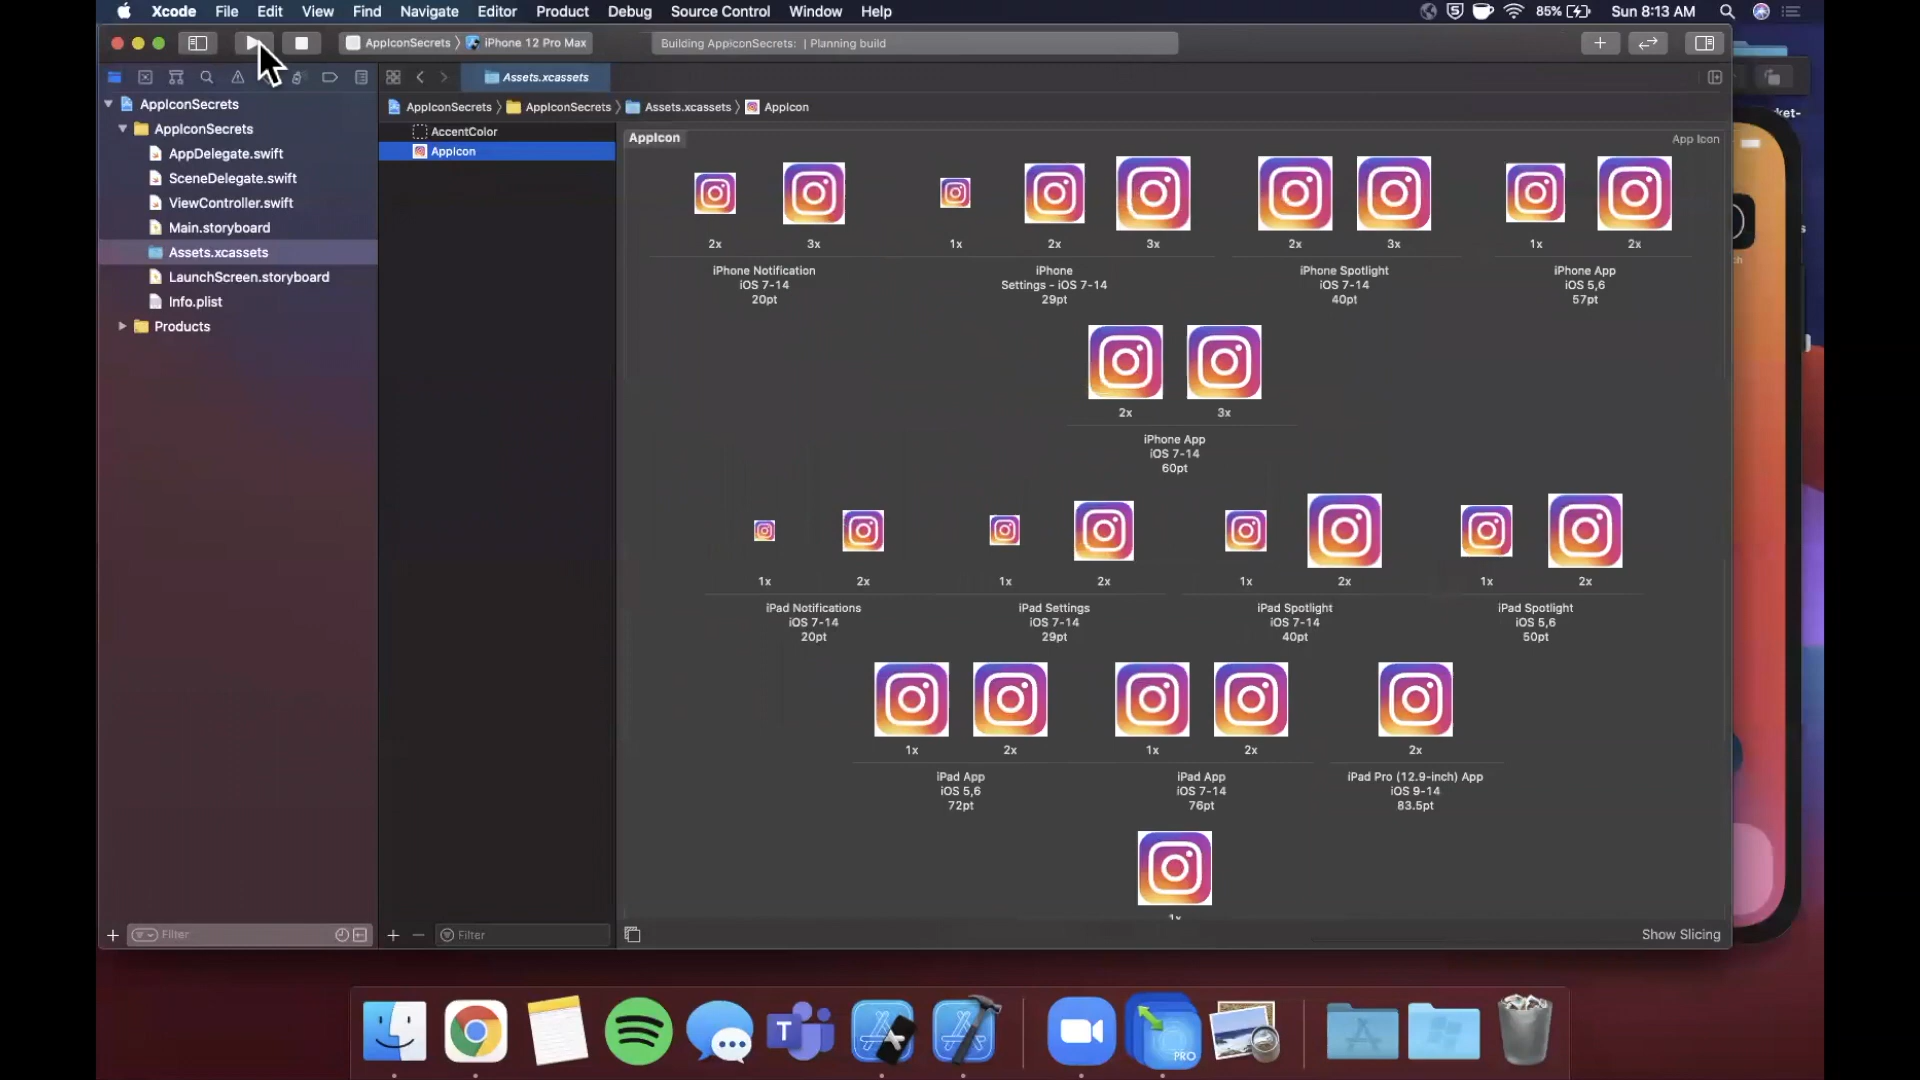 Xcode File Edit View Find Navigate Editor Product Debug Source Control Window Help 85% Sun 8:13 AM
AppIconSecrets iPhone 12 Pro Max Building AppIconSecrets: | Planning build
Assets.xcassets
AppIconSecrets AppIconSecrets Assets.xcassets AppIcon
AppIconSecrets
AppIconSecrets
AppDelegate.swift
SceneDelegate.swift
ViewController.swift
Main.storyboard
Assets.xcassets
LaunchScreen.storyboard
Info.plist
Products
AccentColor
AppIcon
AppIcon App Icon
2x 3x 1x 2x 3x 2x 3x 1x 2x
iPhone Notification
iOS 7-14
20pt
iPhone
Settings - iOS 7-14
29pt
iPhone Spotlight
iOS 7-14
40pt
iPhone App
iOS 5,6
57pt
2x 3x
iPhone App
iOS 7-14
60pt
1x 2x 1x 2x 1x 2x 1x 2x
iPad Notifications
iOS 7-14
20pt
iPad Settings
iOS 7-14
29pt
iPad Spotlight
iOS 7-14
40pt
iPad Spotlight
iOS 5,6
50pt
1x 2x 1x 2x 2x
iPad App
iOS 5,6
72pt
iPad App
iOS 7-14
76pt
iPad Pro (12.9-inch) App
iOS 9-14
83.5pt
1x
Filter Filter Show Slicing
T
PRO